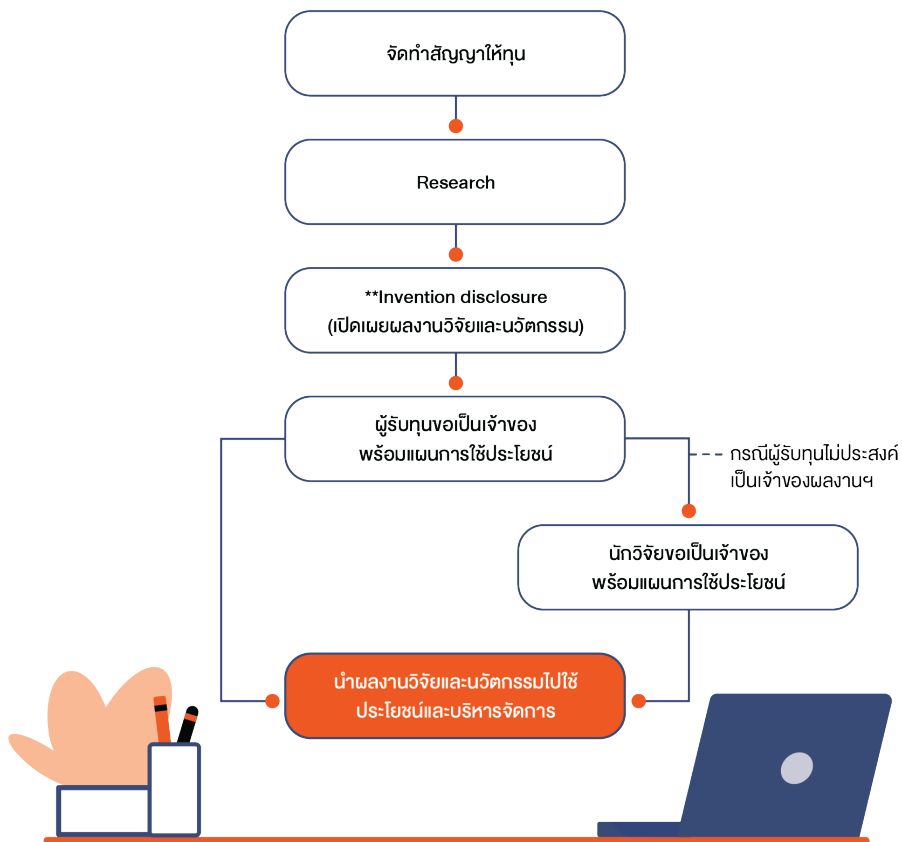 จัดทำสัญญาให้ทุน
Research
**Invention disclosure
(เปิดเผยผลงานวิจัยและนวัตกรรม)
ผู้รับทุนขอเป็นเจ้าของ
พร้อมแผนการใช้ประโยชน์
กรณีผู้รับทุนไม่ประสงค์
เป็นเจ้าของผลงานฯ
นักวิจัยขอเป็นเจ้าของ
พร้อมแผนการใช้ประโยชน์
นำผลงานวิจัยและนวัตกรรมไปใช้
ประโยชน์และบริหารจัดการ